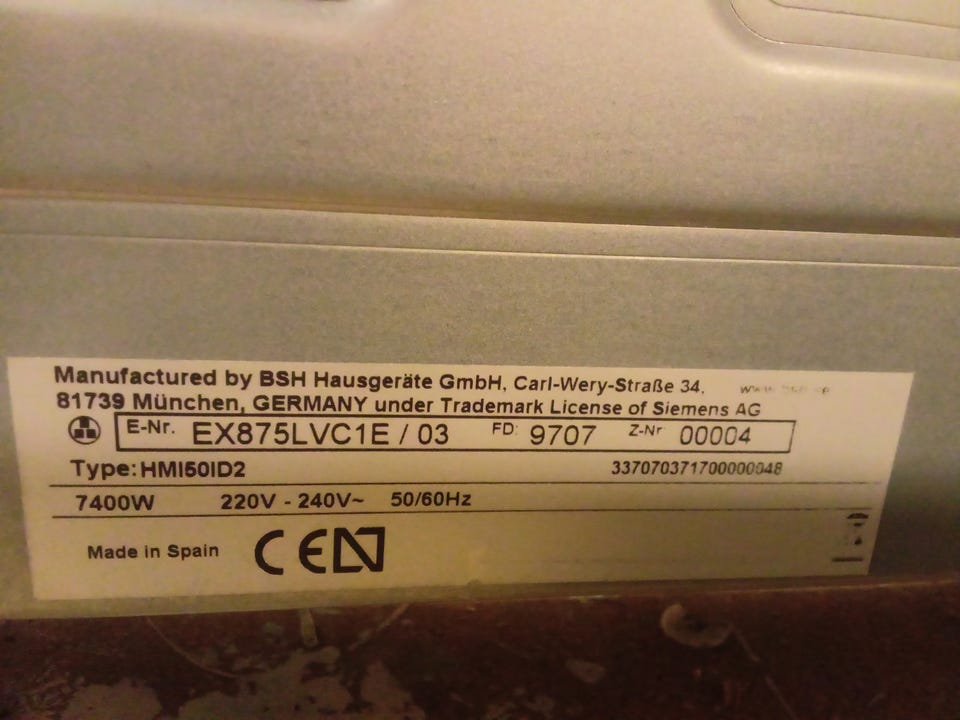 Manufactured by BSH Hausgeräte GmbH, Carl-Wery-Straße 34,
81739 München, GERMANY under Trademark License of Siemens AG
E-Nr. EX875LVC1E / 03 FD: 9707 Z-Nr 00004
Type: HMI50ID2 337070371700000048
7400W 220V - 240V~ 50/60Hz
Made in Spain CE N